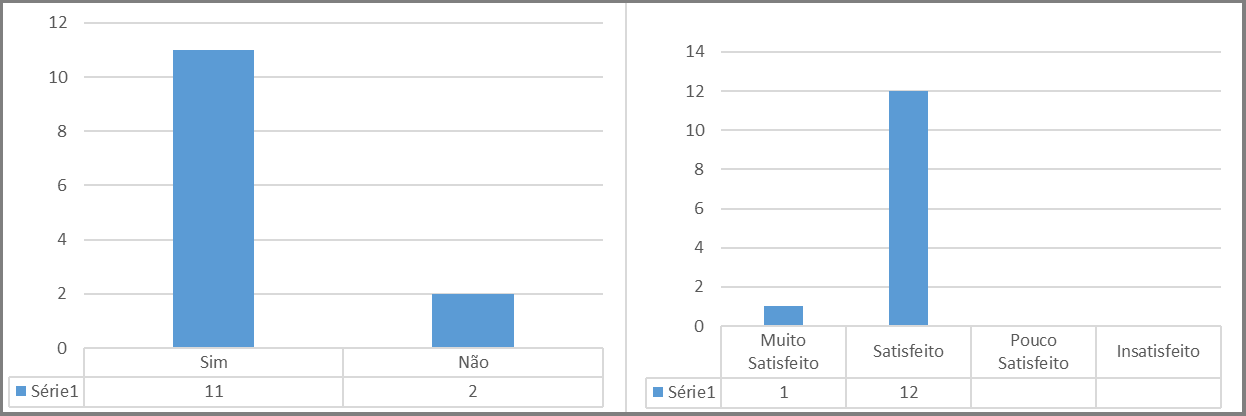 12
10
8
6
4
2
0
Sim Não
Série1 11 2
14
12
10
8
6
4
2
0
Muito
Satisfeito
Satisfeito
Pouco
Satisfeito
Insatisfeito
Série1 1 12